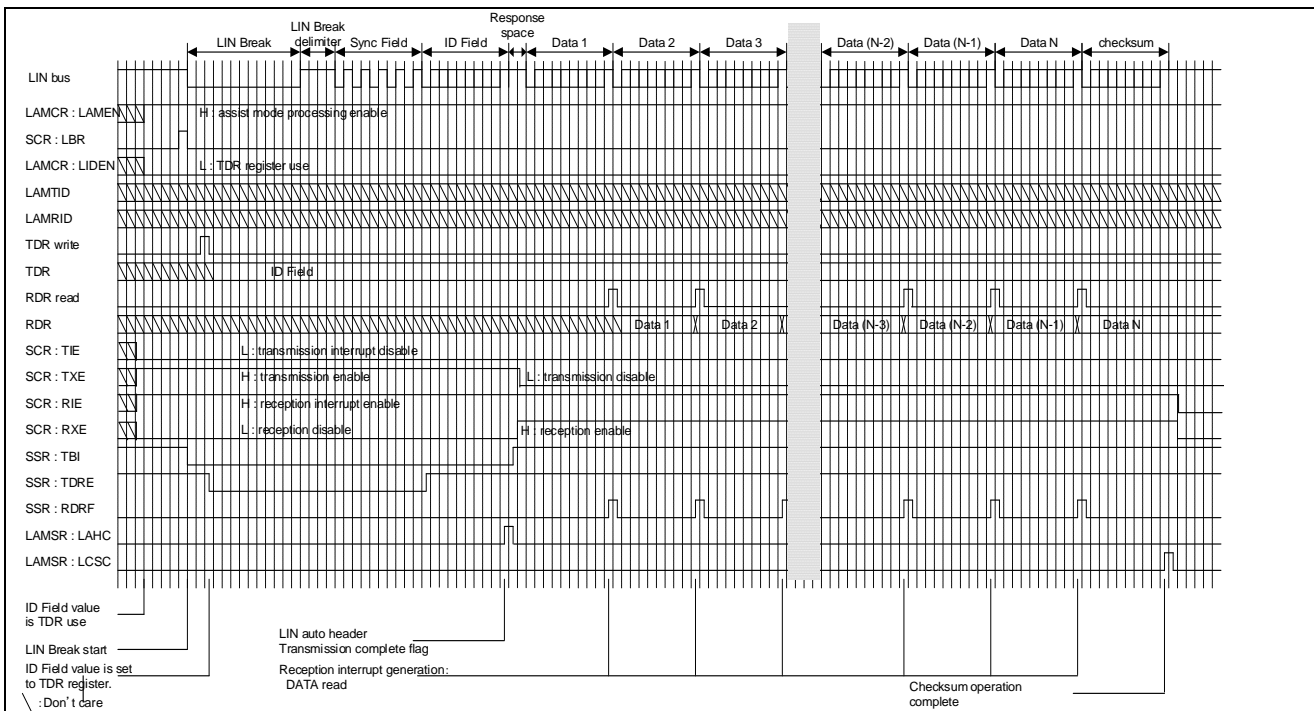 Response
space
LIN Break
delimiter
LIN Break
Sync Field
ID Field
Data 1
Data 2
Data 3
Data (N-2)
Data (N-1)
Data N
checksum
LIN bus
LAMCR : LAMEN
H : assist mode processing enable
SCR : LBR
LAMCR : LIDEN
L : TDR register use
LAMTID
LAMRID
TDR write
TDR
ID Field
RDR read
RDR
Data 1
Data 2
Data (N-3)
Data (N-2)
Data (N-1)
Data N
SCR : TIE
L : transmission interrupt disable
SCR : TXE
H : transmission enable
L : transmission disable
SCR : RIE
H : reception interrupt enable
SCR : RXE
L : reception disable
H : reception enable
SSR : TBI
SSR : TDRE
SSR : RDRF
LAMSR : LAHC
LAMSR : LCSC
ID Field value
is TDR use
LIN Break start
ID Field value is set
to TDR register.
\ : Don't care
LIN auto header
Transmission complete flag
Reception interrupt generation:
DATA read
Checksum operation
complete